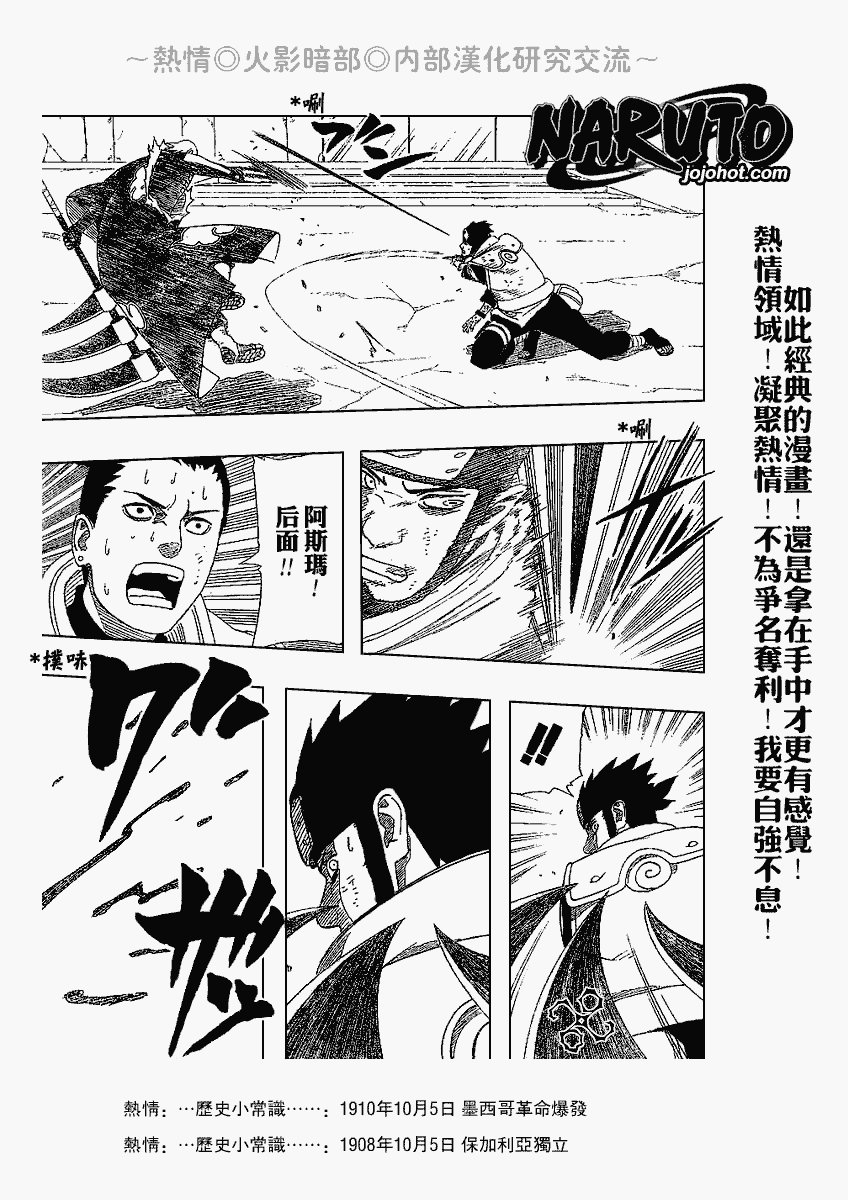 ～熱情◎火影暗部◎內部漢化研究交流～
NARUTO
jojohot.com
*唰
フン
如此經典的漫畫！還是拿在手中才更有感覺！
熱情領域！凝聚熱情！不為爭名奪利！我要自強不息！
*唰
阿斯瑪！
后面!!
*撲哧
!!
熱情：…歷史小常識……：1910年10月5日 墨西哥革命爆發
熱情：…歷史小常識……：1908年10月5日 保加利亞獨立